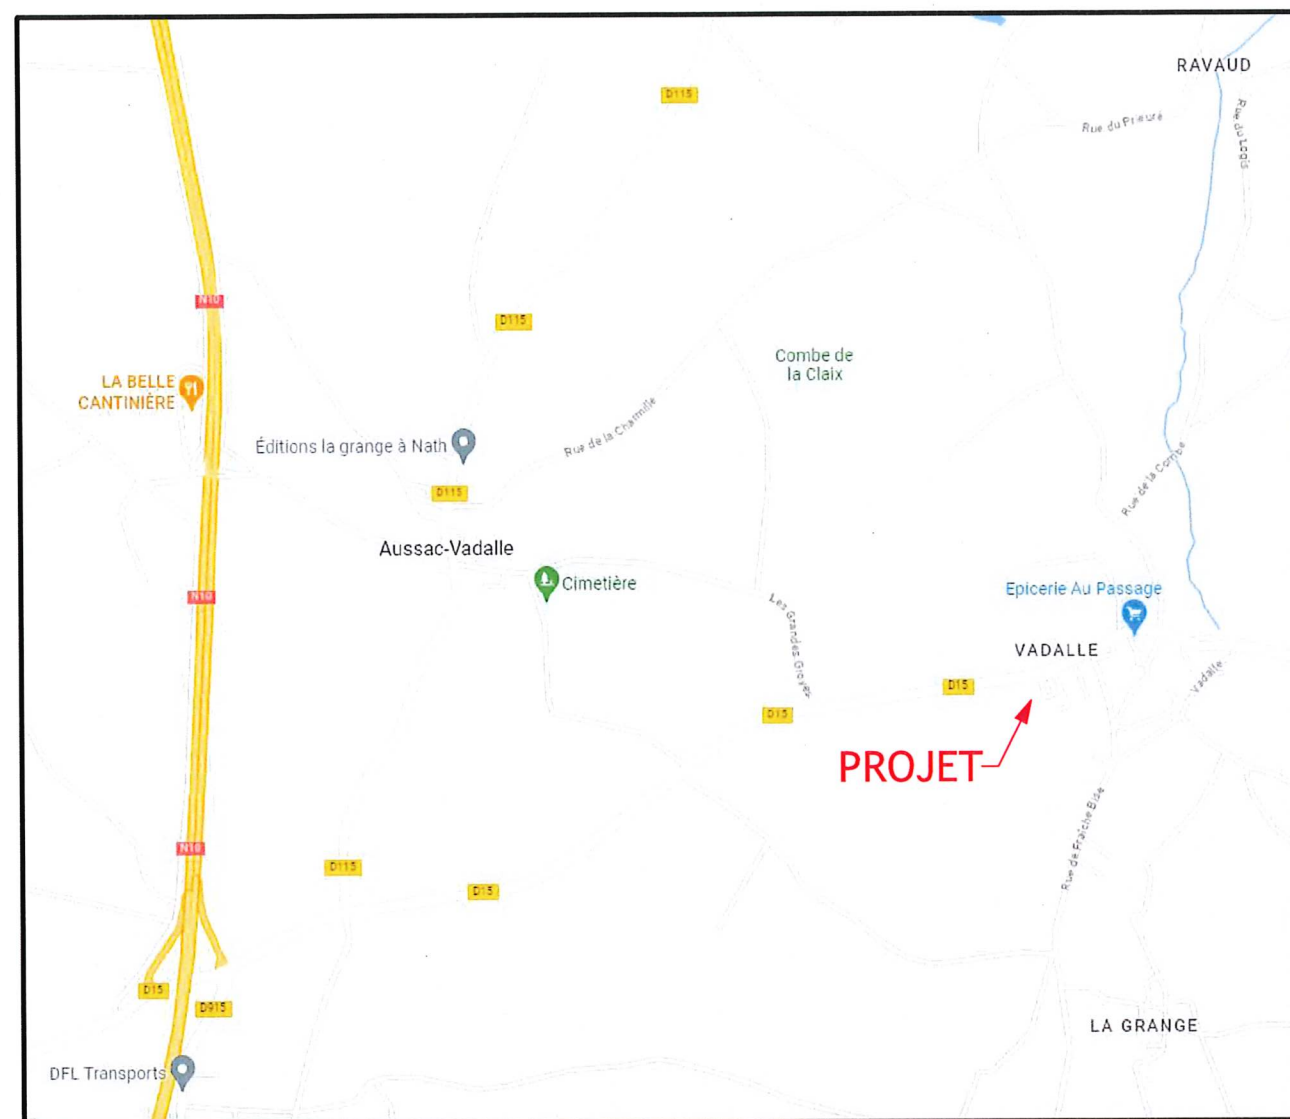 RAVAUD
D115
Rue du Prieuré
Rue du Logis
N10
D115
Combe de
la Claix
LA BELLE
CANTINIÈRE
Rue de la Charmille
Éditions la grange à Nath
Rue de la Combe
D115
Aussac-Vadalle
Cimetière
Epicerie Au Passage
N10
Les Grandes Groyes
VADALLE
Vadalle
D15
D15
PROJET
Rue de Fraîche Bise
N10
D115
D15
D15
D915
LA GRANGE
DFL Transports